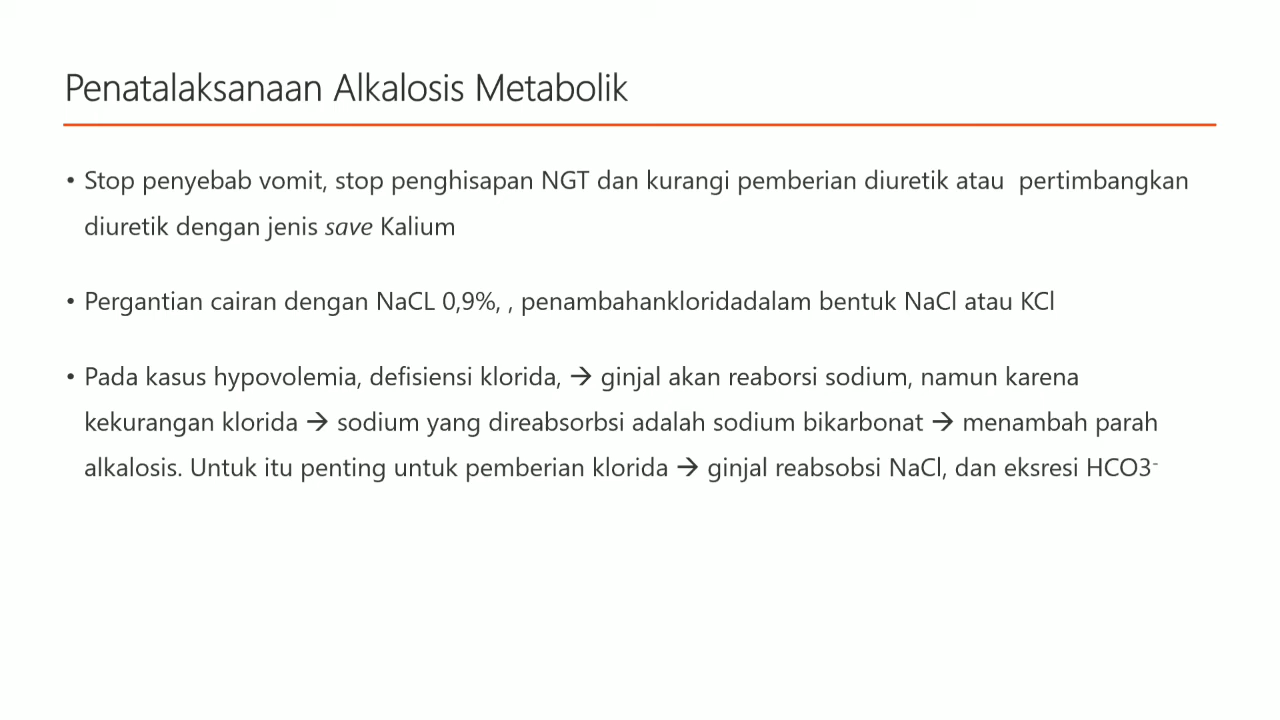 Penatalaksanaan Alkalosis Metabolik
• Stop penyebab vomit, stop penghisapan NGT dan kurangi pemberian diuretik atau  pertimbangkan
diuretik dengan jenis save Kalium
• Pergantian cairan dengan NaCL 0,9%, , penambahankloridadalam bentuk NaCl atau KCl
• Pada kasus hypovolemia, defisiensi klorida, → ginjal akan reaborsi sodium, namun karena
kekurangan klorida → sodium yang direabsorbsi adalah sodium bikarbonat → menambah parah
alkalosis. Untuk itu penting untuk pemberian klorida → ginjal reabsobsi NaCl, dan eksresi HCO3⁻